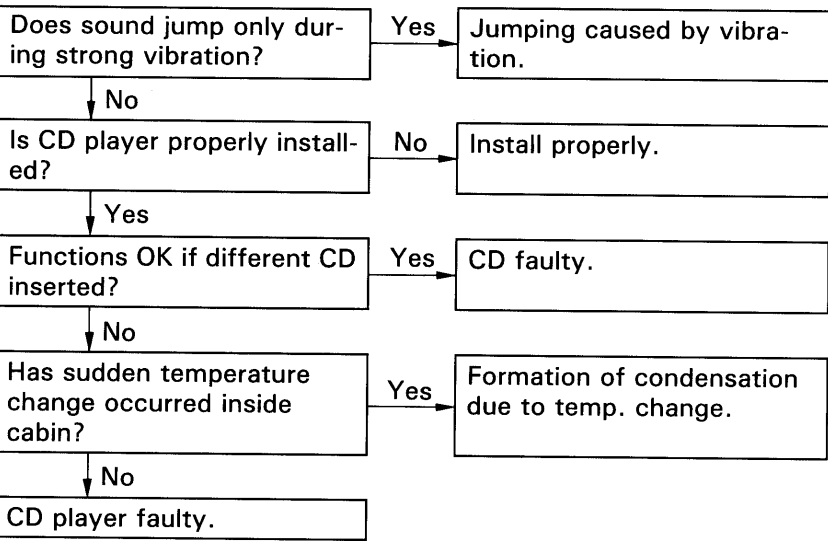 Does sound jump only dur-
ing strong vibration?
Yes
Jumping caused by vibra-
tion.
No
Is CD player properly install-
ed?
No
Install properly.
Yes
Functions OK if different CD
inserted?
Yes
CD faulty.
No
Has sudden temperature
change occurred inside
cabin?
Yes
Formation of condensation
due to temp. change.
No
CD player faulty.